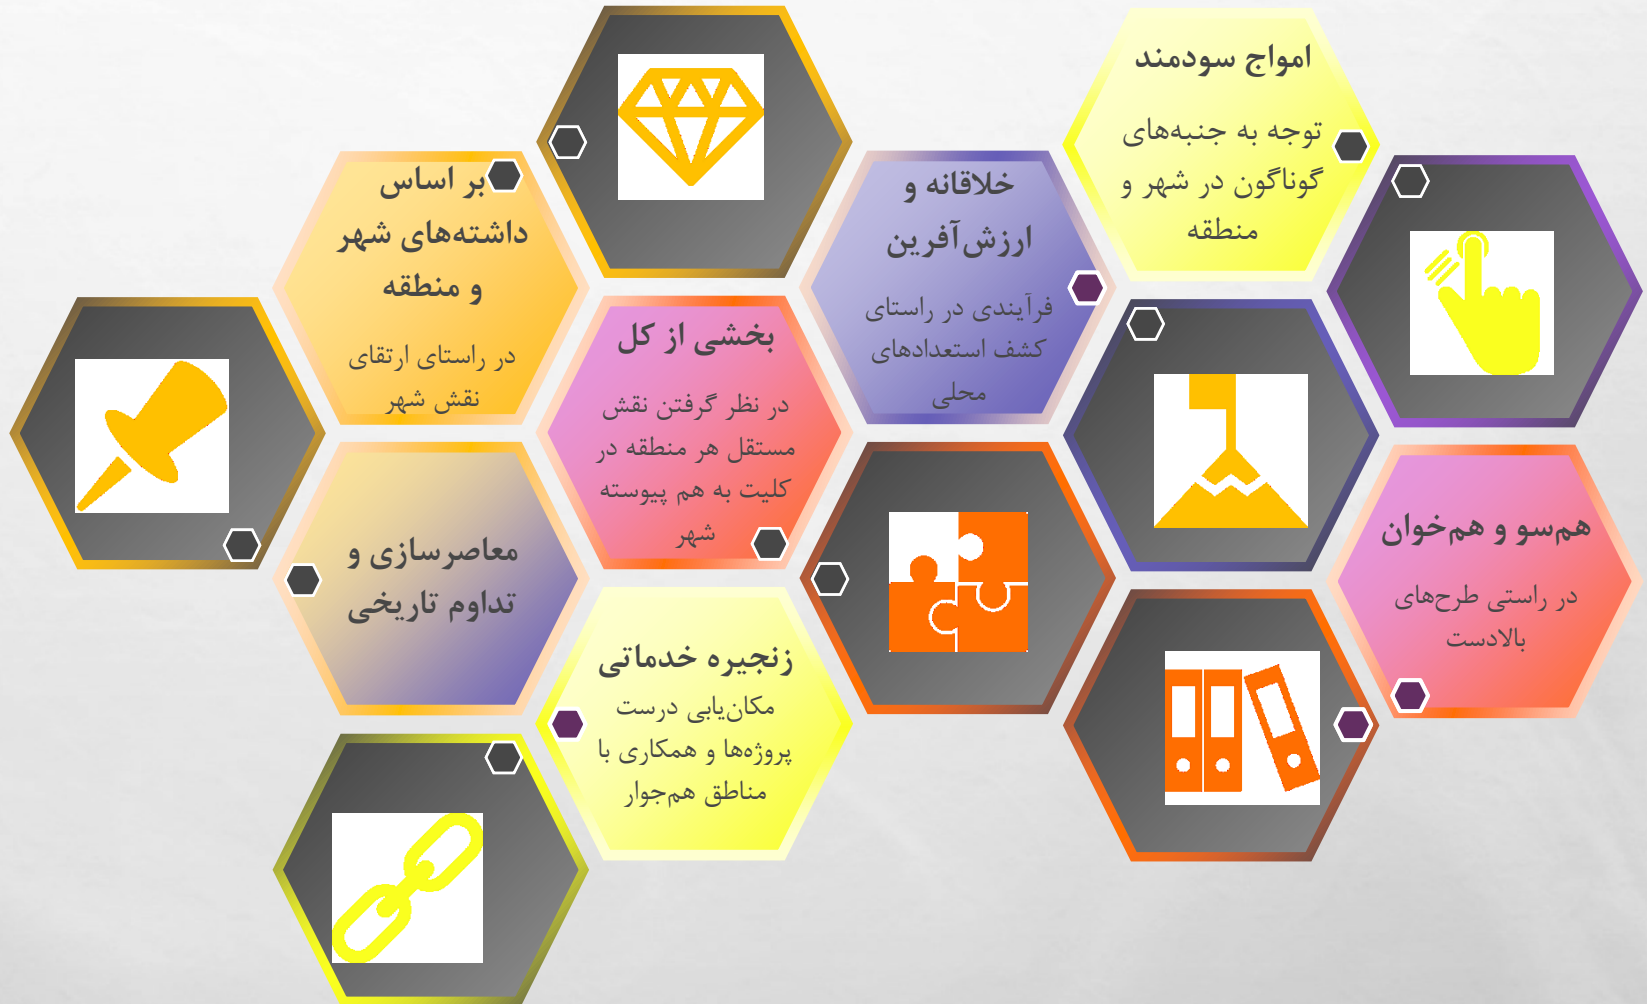 امواج سودمند
توجه به جنبه‌های
گوناگون در شهر و
منطقه
خلاقانه و
ارزش‌آفرین
فرآیندی در راستای
کشف استعدادهای
محلی
بر اساس
داشته‌های شهر
و منطقه
در راستای ارتقای
نقش شهر
بخشی از کل
در نظر گرفتن نقش
مستقل هر منطقه در
کلیت به هم پیوسته
شهر
هم‌سو و هم‌خوان
در راستی طرح‌های
بالادست
معاصرسازی و
تداوم تاریخی
زنجیره خدماتی
مکان‌یابی درست
پروژه‌ها و همکاری با
مناطق هم‌جوار